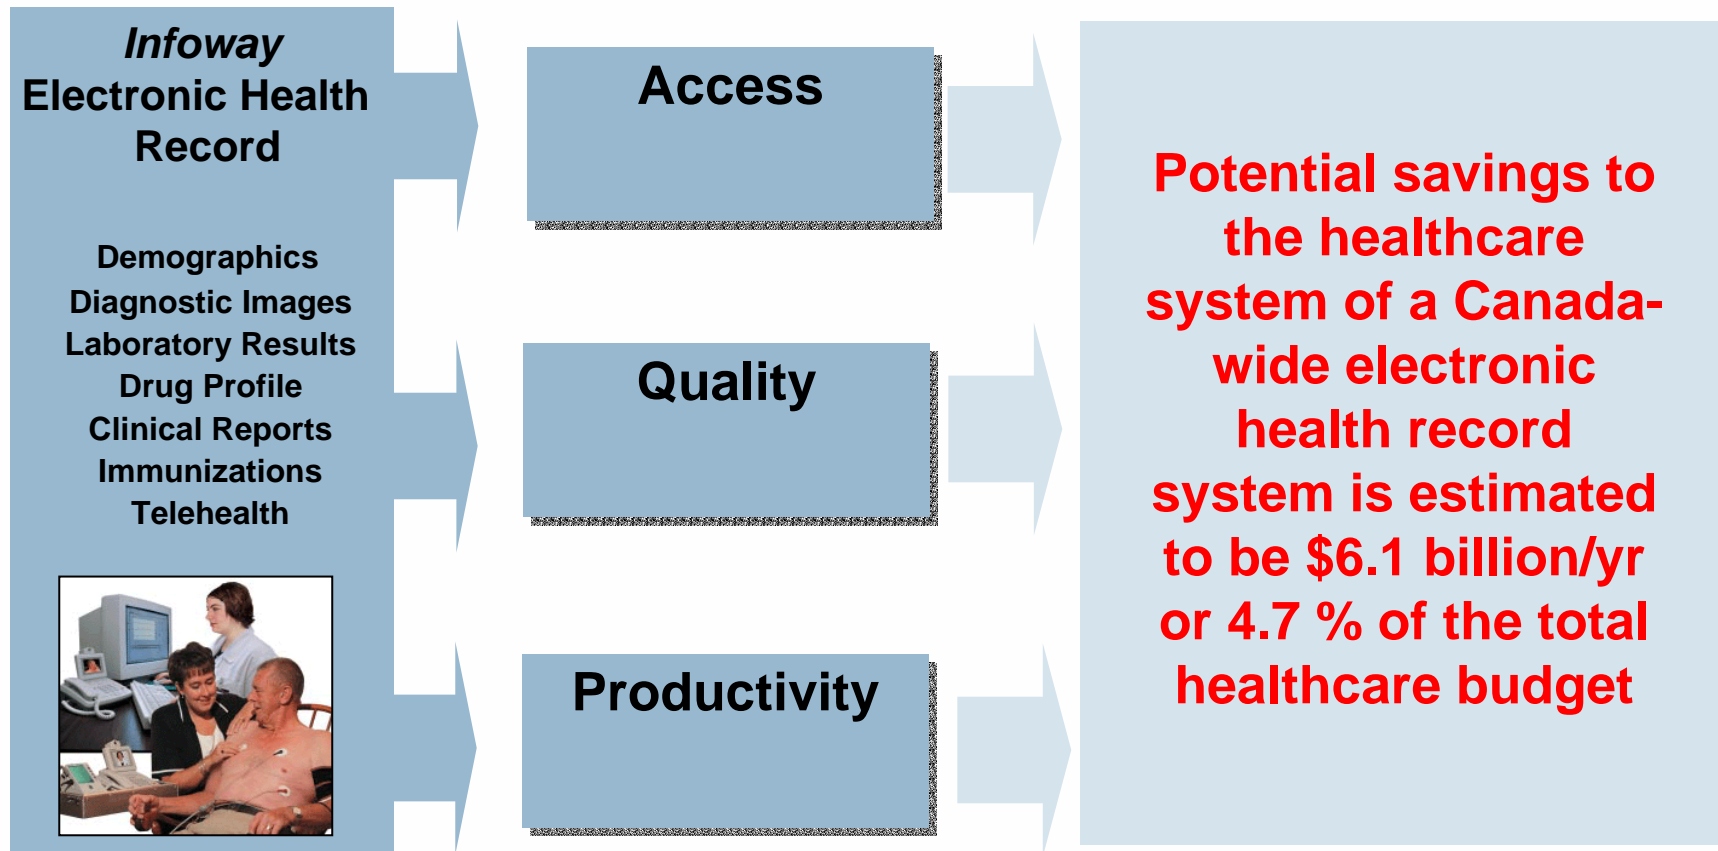 Infoway
Electronic Health
Record
Demographics
Diagnostic Images
Laboratory Results
Drug Profile
Clinical Reports
Immunizations
Telehealth
Access
Quality
Productivity
Potential savings to
the healthcare
system of a Canada-
wide electronic
health record
system is estimated
to be $6.1 billion/yr
or 4.7 % of the total
healthcare budget